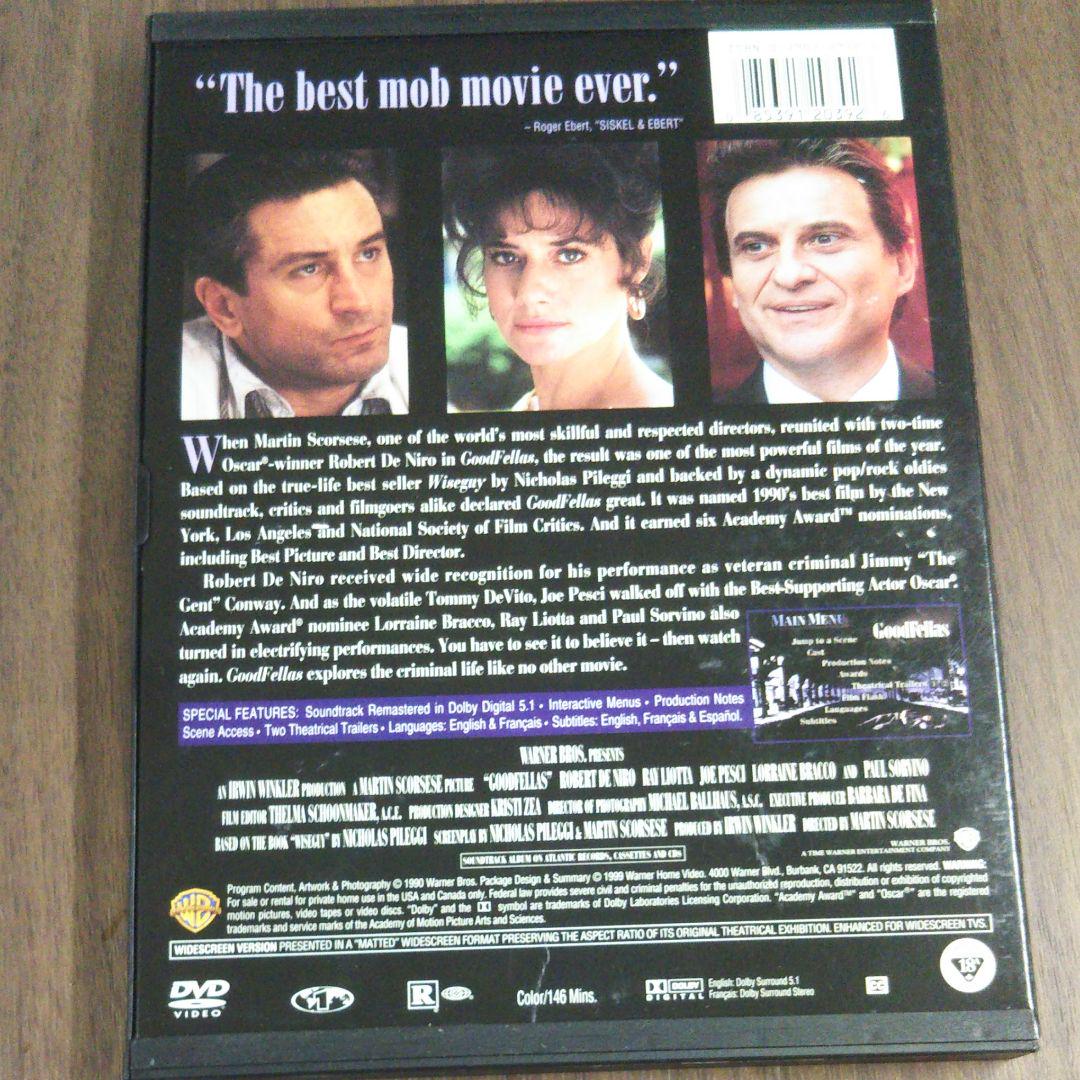 “The best mob movie ever.”
– Roger Ebert, "SISKEL & EBERT"
When Martin Scorsese, one of the world's most skillful and respected directors, reunited with two-time
Oscar®-winner Robert De Niro in GoodFellas, the result was one of the most powerful films of the year.
Based on the true-life best seller Wiseguy by Nicholas Pileggi and backed by a dynamic pop/rock oldies
soundtrack, critics and filmgoers alike declared GoodFellas great. It was named 1990's best film by the New
York, Los Angeles and National Society of Film Critics. And it earned six Academy Award™ nominations,
including Best Picture and Best Director.
Robert De Niro received wide recognition for his performance as veteran criminal Jimmy “The
Gent” Conway. And as the volatile Tommy DeVito, Joe Pesci walked off with the Best-Supporting Actor Oscar®.
Academy Award® nominee Lorraine Bracco, Ray Liotta and Paul Sorvino also
turned in electrifying performances. You have to see it to believe it – then watch
again. GoodFellas explores the criminal life like no other movie.
MAIN MENU
GoodFellas
Jump to a Scene
Cast
Production Notes
Awards
Theatrical Trailers
Film Flash
Languages
Subtitles
SPECIAL FEATURES: Soundtrack Remastered in Dolby Digital 5.1 • Interactive Menus • Production Notes
Scene Access • Two Theatrical Trailers • Languages: English & Français • Subtitles: English, Français & Español.
WARNER BROS. PRESENTS
AN IRWIN WINKLER PRODUCTION A MARTIN SCORSESE PICTURE “GOODFELLAS” ROBERT DE NIRO RAY LIOTTA JOE PESCI LORRAINE BRACCO AND PAUL SORVINO
FILM EDITOR THELMA SCHOONMAKER, A.C.E. PRODUCTION DESIGNER KRISTI ZEA DIRECTOR OF PHOTOGRAPHY MICHAEL BALLHAUS, A.S.C. EXECUTIVE PRODUCER BARBARA DE FINA
BASED ON THE BOOK “WISEGUY” BY NICHOLAS PILEGGI SCREENPLAY BY NICHOLAS PILEGGI & MARTIN SCORSESE PRODUCED BY IRWIN WINKLER DIRECTED BY MARTIN SCORSESE
SOUNDTRACK ALBUM ON ATLANTIC RECORDS, CASSETTES AND CDS
WARNER BROS.
A TIME WARNER ENTERTAINMENT COMPANY
Program Content, Artwork & Photography © 1990 Warner Bros. Package Design & Summary © 1999 Warner Home Video. 4000 Warner Blvd., Burbank, CA 91522. All rights reserved. WARNING:
For sale or rental for private home use in the USA and Canada only. Federal law provides severe civil and criminal penalties for the unauthorized reproduction, distribution or exhibition of copyrighted
motion pictures, video tapes or video discs. "Dolby" and the DD symbol are trademarks of Dolby Laboratories Licensing Corporation. "Academy Award™" and "Oscar®" are the registered
trademarks and service marks of the Academy of Motion Picture Arts and Sciences.
WIDESCREEN VERSION PRESENTED IN A "MATTED" WIDESCREEN FORMAT PRESERVING THE ASPECT RATIO OF ITS ORIGINAL THEATRICAL EXHIBITION. ENHANCED FOR WIDESCREEN TVS.
DVD
VIDEO
1
R
Color/146 Mins.
DOLBY
DIGITAL
English: Dolby Surround 5.1
Français: Dolby Surround Stereo
18A